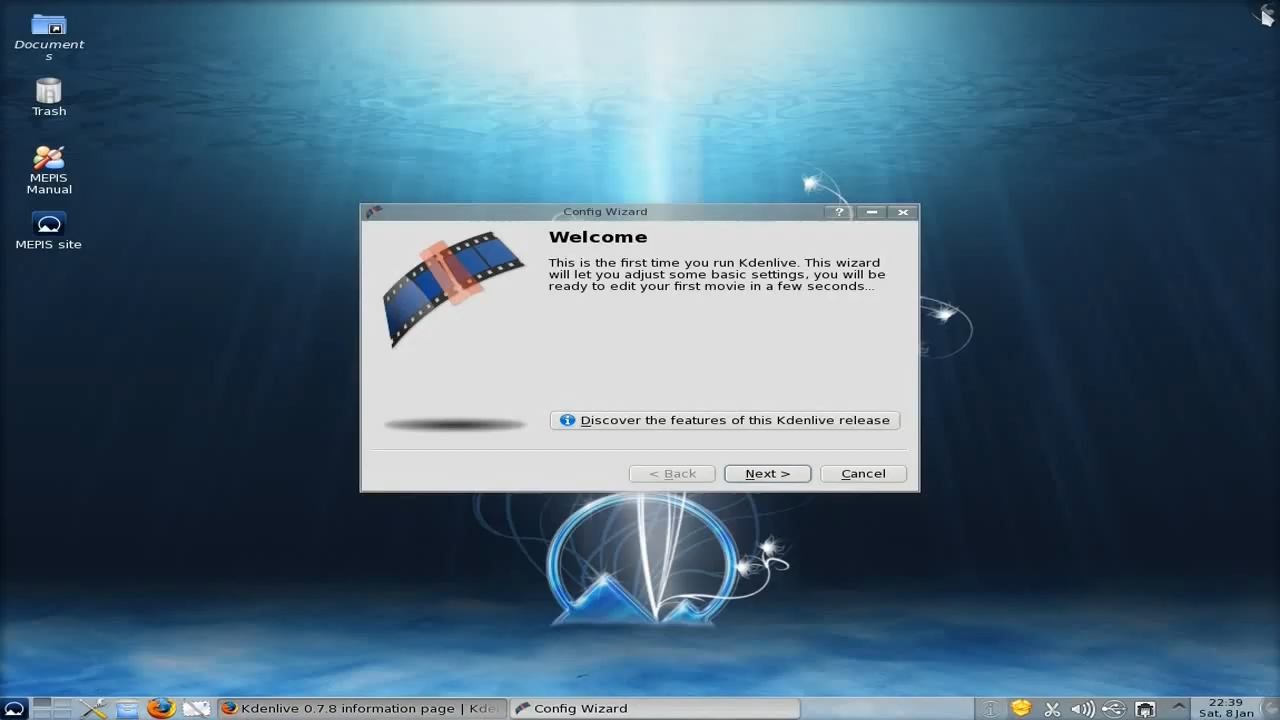 Document
s
Trash
MEPIS
Manual
MEPIS site
Config Wizard
?
Welcome
This is the first time you run Kdenlive. This wizard
will let you adjust some basic settings, you will be
ready to edit your first movie in a few seconds...
Discover the features of this Kdenlive release
< Back
Next >
Cancel
Kdenlive 0.7.8 information page | Kde
Config Wizard
22:39
Sat, 8 Jan